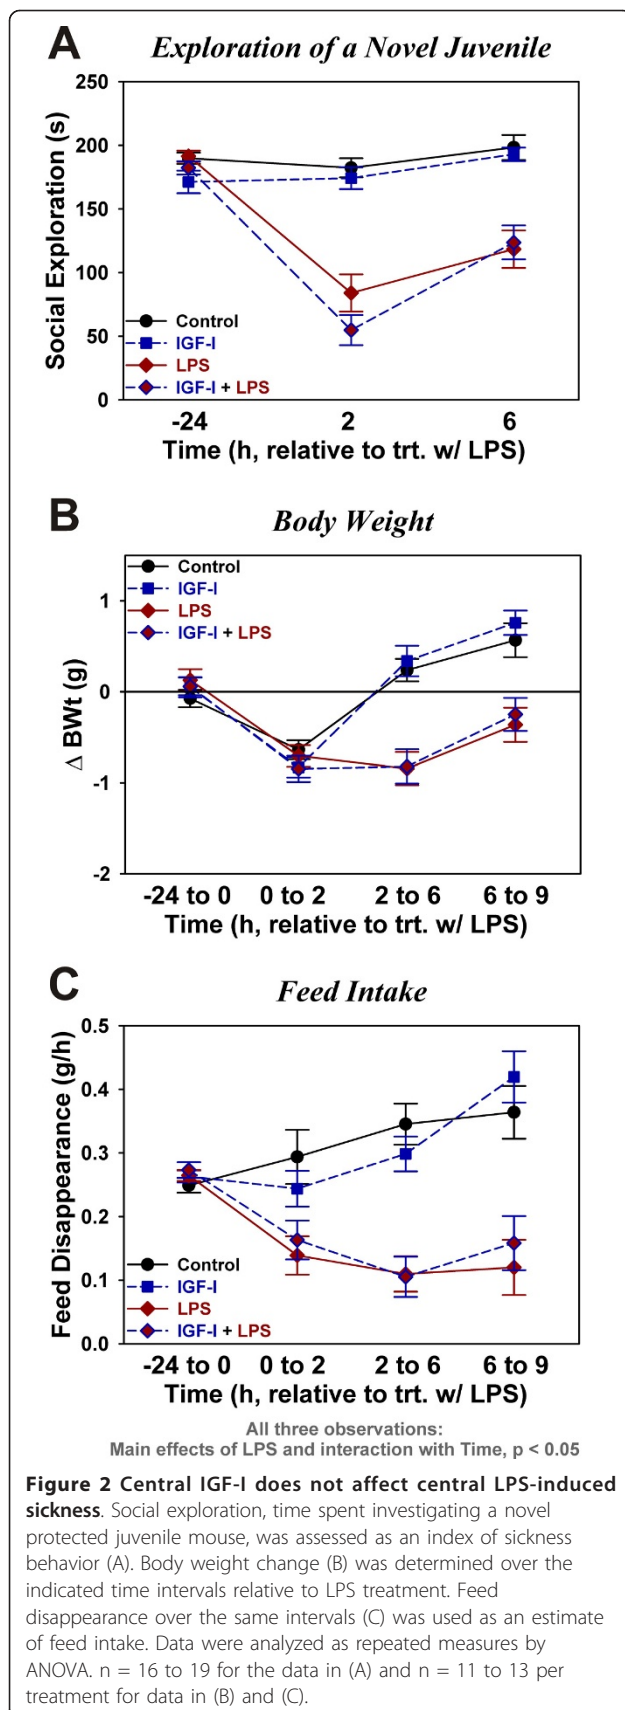 A Exploration of a Novel Juvenile
250
200
150
100
50
0
Social Exploration (s)
Control
IGF-I
LPS
IGF-I + LPS
-24 2 6
Time (h, relative to trt. w/ LPS)
B Body Weight
1
0
-1
-2
Δ BWt (g)
Control
IGF-I
LPS
IGF-I + LPS
-24 to 0 0 to 2 2 to 6 6 to 9
Time (h, relative to trt. w/ LPS)
C Feed Intake
0.5
0.4
0.3
0.2
0.1
0.0
Feed Disappearance (g/h)
Control
IGF-I
LPS
IGF-I + LPS
-24 to 0 0 to 2 2 to 6 6 to 9
Time (h, relative to trt. w/ LPS)
All three observations:
Main effects of LPS and interaction with Time, p < 0.05
Figure 2 Central IGF-I does not affect central LPS-induced
sickness. Social exploration, time spent investigating a novel
protected juvenile mouse, was assessed as an index of sickness
behavior (A). Body weight change (B) was determined over the
indicated time intervals relative to LPS treatment. Feed
disappearance over the same intervals (C) was used as an estimate
of feed intake. Data were analyzed as repeated measures by
ANOVA. n = 16 to 19 for the data in (A) and n = 11 to 13 per
treatment for data in (B) and (C).